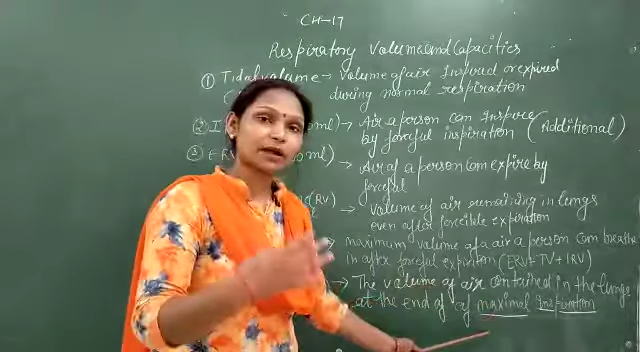 CH-17
Respiratory Volume and Capacities
① Tidal volume → Volume of air Inspired or expired
during normal respiration
② I ml) → Air a person can Inspire
by forceful inspiration (Additional)
③ ERV ml) → Air of a person can expire by
forceful
(RV) → Volume of air remaining in lungs
even after forcible expiration
maximum volume of a air a person can breathe
in after forceful expiration (ERV+TV+IRV)
→ The volume of air contained in the lungs
at the end of of maximal Inspiration